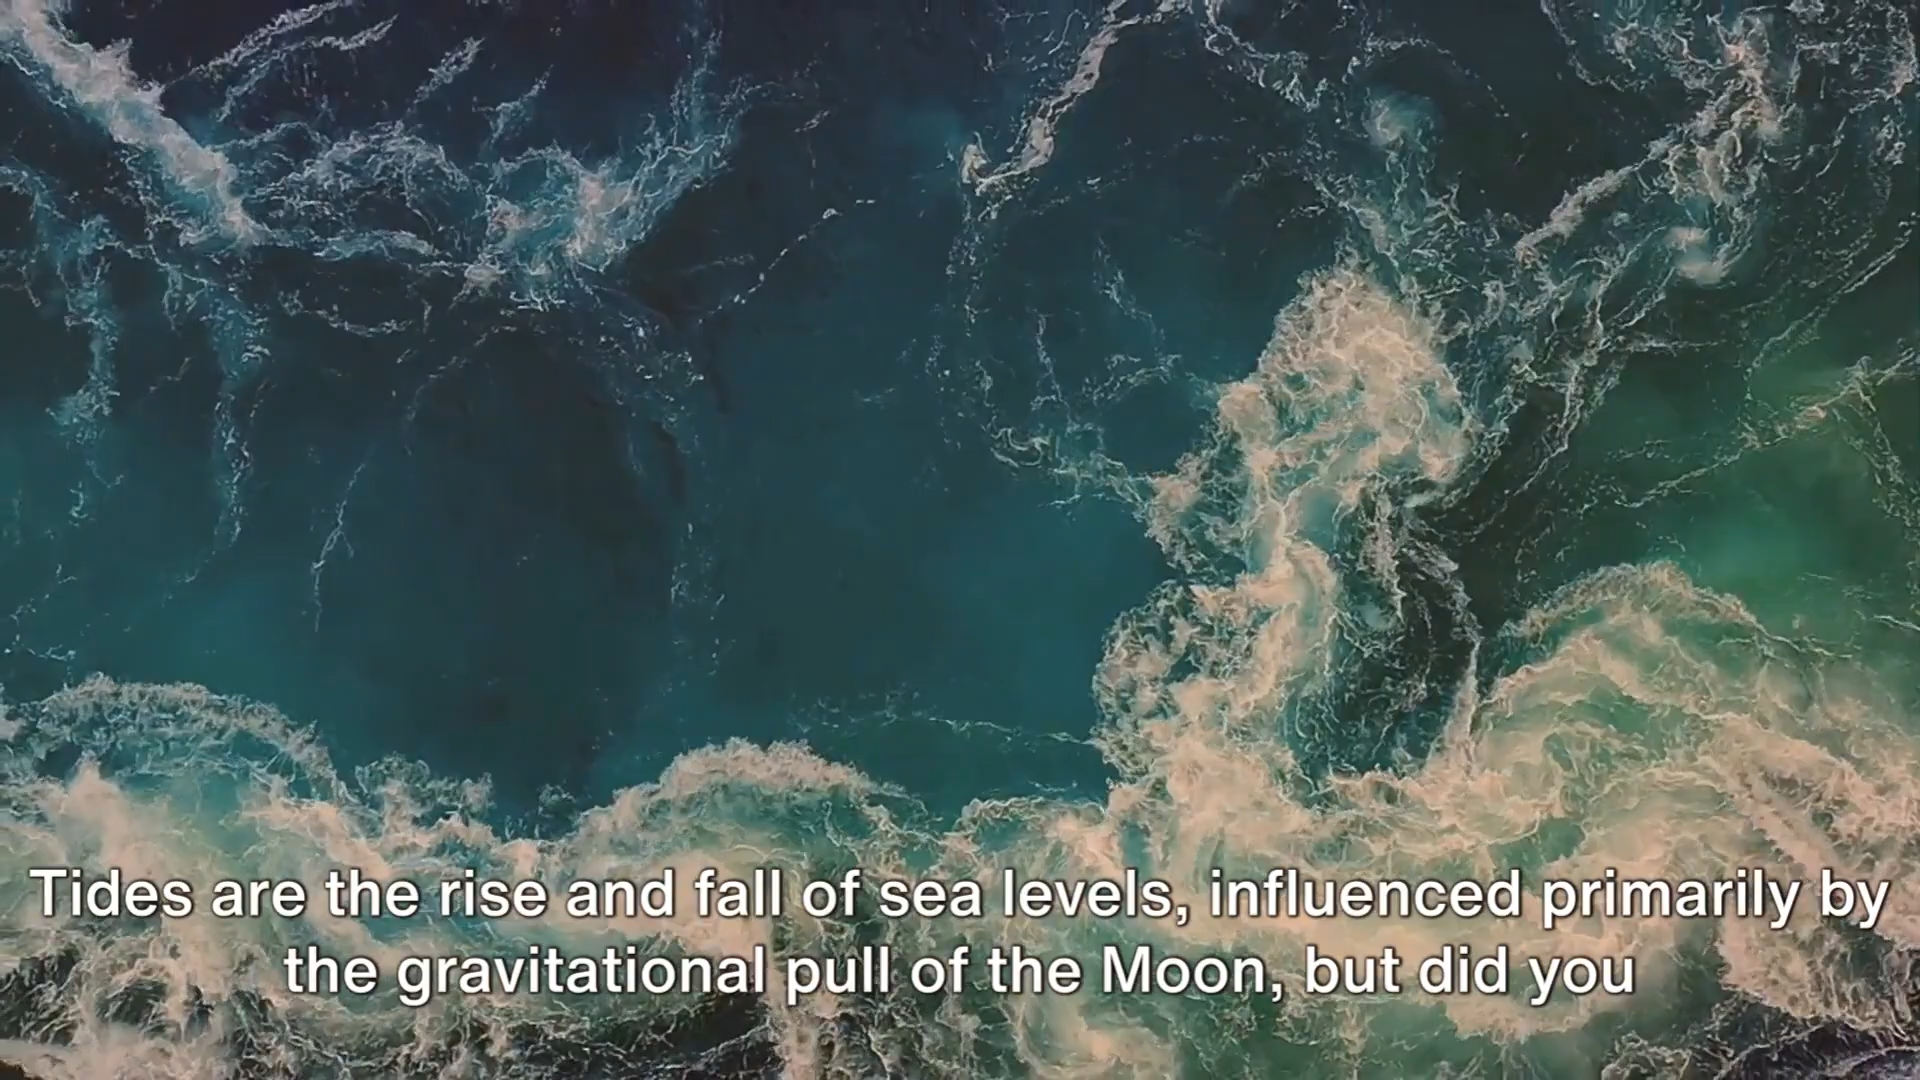 Tides are the rise and fall of sea levels, influenced primarily by
the gravitational pull of the Moon, but did you